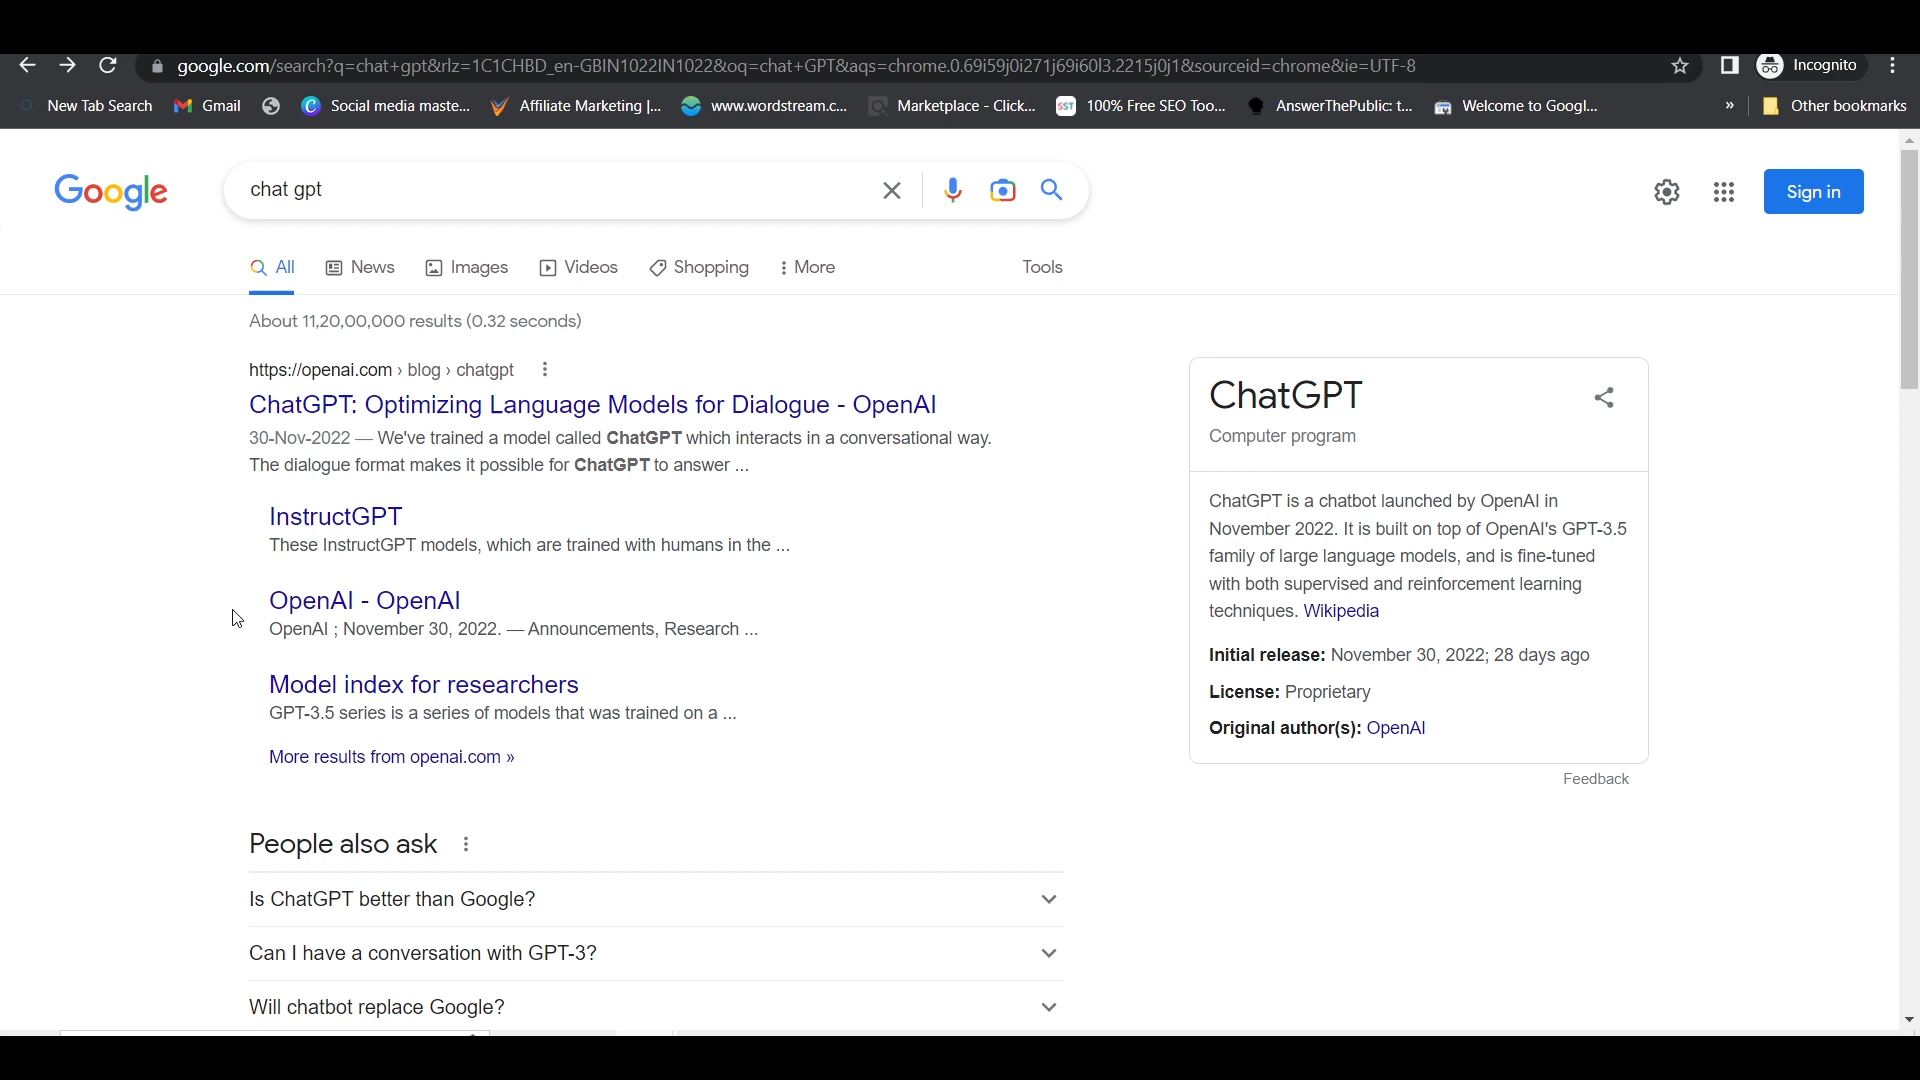 google.com/search?q=chat+gpt&rlz=1C1CHBD_en-GBIN1022IN1022&oq=chat+GPT&aqs=chrome.0.69i59j0i271j69i60l3.2215j0j1&sourceid=chrome&ie=UTF-8 Incognito
New Tab Search Gmail Social media maste... Affiliate Marketing |... www.wordstream.c... Marketplace - Click... SST 100% Free SEO Too... AnswerThePublic: t... Welcome to Googl... » Other bookmarks
Google chat gpt Sign in
All News Images Videos Shopping More Tools
About 11,20,00,000 results (0.32 seconds)
https://openai.com › blog › chatgpt
ChatGPT: Optimizing Language Models for Dialogue - OpenAI
30-Nov-2022 — We've trained a model called ChatGPT which interacts in a conversational way.
The dialogue format makes it possible for ChatGPT to answer ...
InstructGPT
These InstructGPT models, which are trained with humans in the ...
OpenAI - OpenAI
OpenAI ; November 30, 2022. — Announcements, Research ...
Model index for researchers
GPT-3.5 series is a series of models that was trained on a ...
More results from openai.com »
People also ask
Is ChatGPT better than Google?
Can I have a conversation with GPT-3?
Will chatbot replace Google?
ChatGPT
Computer program
ChatGPT is a chatbot launched by OpenAI in
November 2022. It is built on top of OpenAI's GPT-3.5
family of large language models, and is fine-tuned
with both supervised and reinforcement learning
techniques. Wikipedia
Initial release: November 30, 2022; 28 days ago
License: Proprietary
Original author(s): OpenAI
Feedback